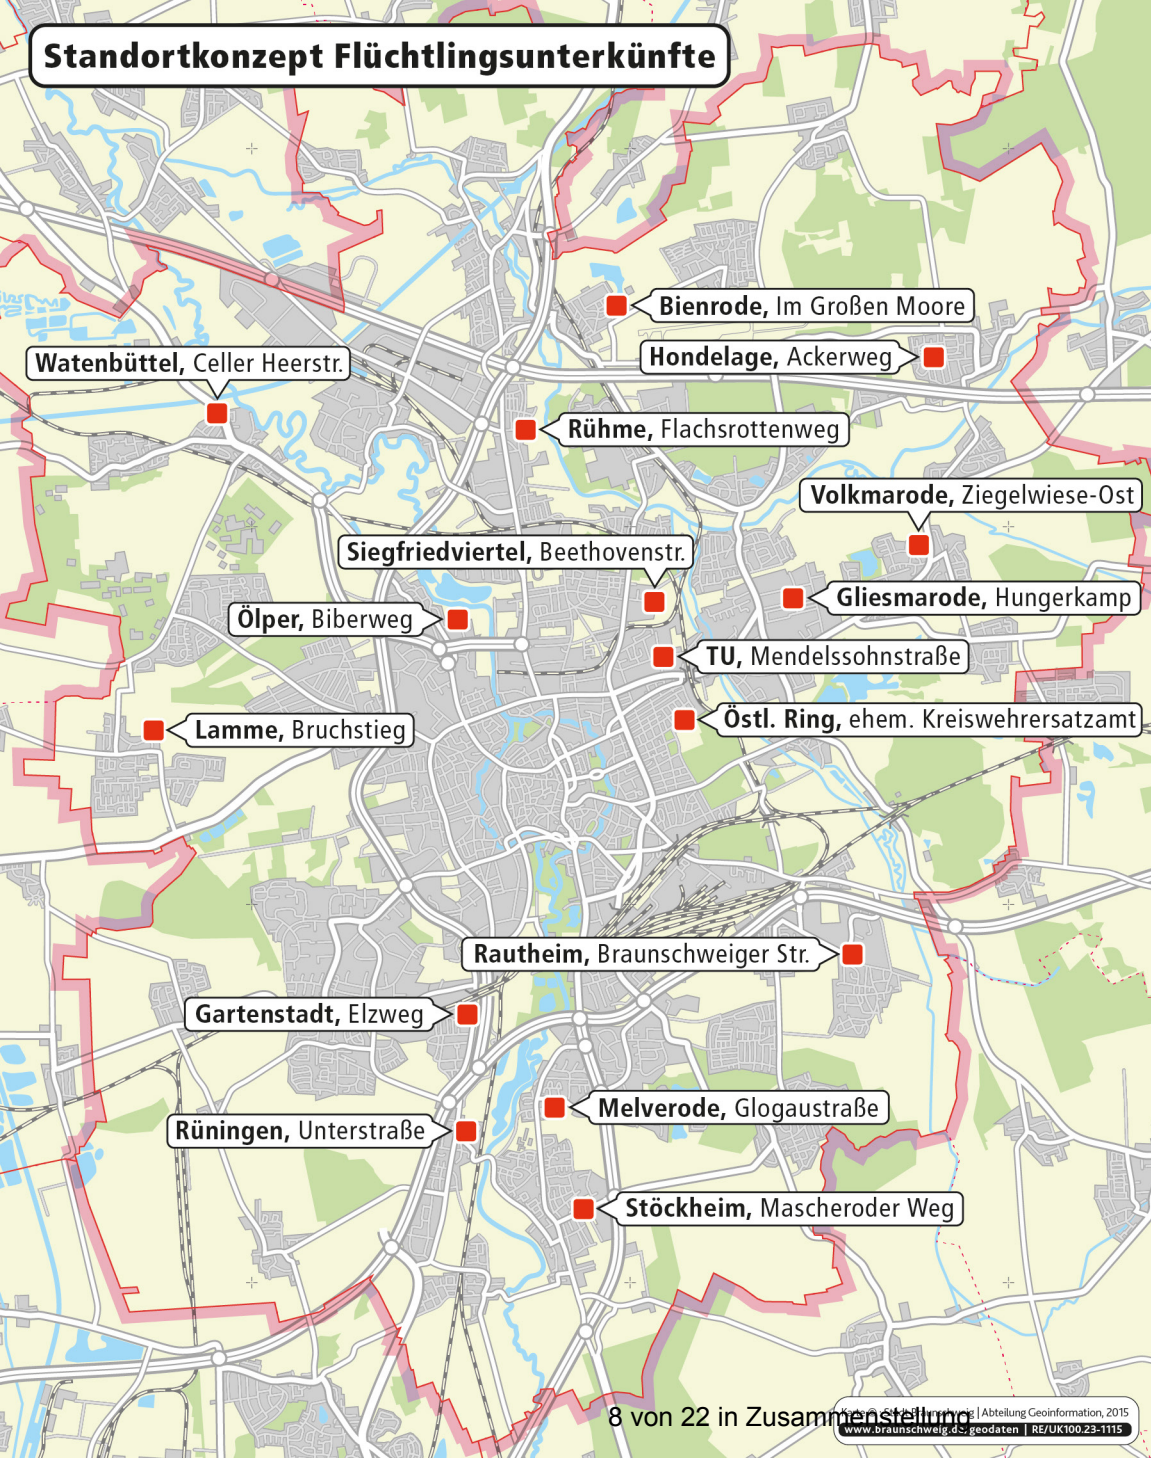 Standortkonzept Flüchtlingsunterkünfte
Bienrode, Im Großen Moore
Hondelage, Ackerweg
Watenbüttel, Celler Heerstr.
Rühme, Flachsrottenweg
Volkmarode, Ziegelwiese-Ost
Siegfriedviertel, Beethovenstr.
Gliesmarode, Hungerkamp
Ölper, Biberweg
TU, Mendelssohnstraße
Östl. Ring, ehem. Kreiswehrersatzamt
Lamme, Bruchstieg
Rautheim, Braunschweiger Str.
Gartenstadt, Elzweg
Melverode, Glogaustraße
Rüningen, Unterstraße
Stöckheim, Mascheroder Weg
8 von 22 in Zusammenstellung
Karte © Stadt Braunschweig | Abteilung Geoinformation, 2015
www.braunschweig.de/geodaten | RE/UK100.23-1115